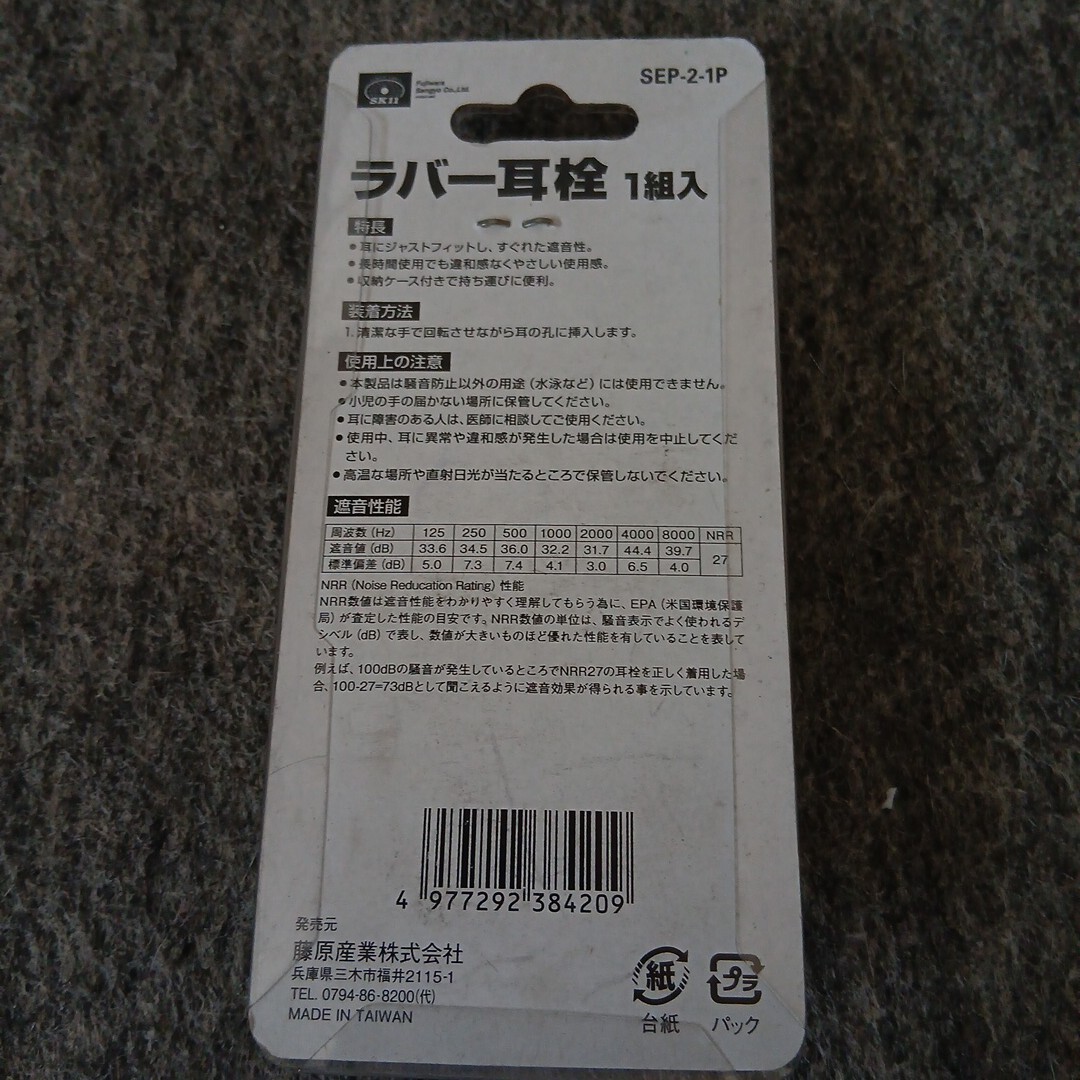 SK11
Fujiwara
Sangyo Co.,Ltd.
SEP-2-1P
ラバー耳栓 1組入
特長
●耳にジャストフィットし、すぐれた遮音性。
●長時間使用でも違和感なくやさしい使用感。
●収納ケース付きで持ち運びに便利。
装着方法
1.清潔な手で回転させながら耳の孔に挿入します。
使用上の注意
●本製品は騒音防止以外の用途（水泳など）には使用できません。
●小児の手の届かない場所に保管してください。
●耳に障害のある人は、医師に相談してご使用ください。
●使用中、耳に異常や違和感が発生した場合は使用を中止してくだ
さい。
●高温な場所や直射日光が当たるところで保管しないでください。
遮音性能
周波数（Hz） 125 250 500 1000 2000 4000 8000 NRR
遮音値（dB） 33.6 34.5 36.0 32.2 31.7 44.4 39.7 27
標準偏差（dB） 5.0 7.3 7.4 4.1 3.0 6.5 4.0
NRR（Noise Reducation Rating）性能
NRR数値は遮音性能をわかりやすく理解してもらう為に、EPA（米国環境保護
局）が査定した性能の目安です。NRR数値の単位は、騒音表示でよく使われるデ
シベル（dB）で表し、数値が大きいものほど優れた性能を有していることを表して
います。
例えば、100dBの騒音が発生しているところでNRR27の耳栓を正しく着用した場
合、100-27=73dBとして聞こえるように遮音効果が得られる事を示しています。
4 977292 384209
発売元
藤原産業株式会社
兵庫県三木市福井2115-1
TEL. 0794-86-8200(代)
MADE IN TAIWAN
紙
台紙
プラ
パック